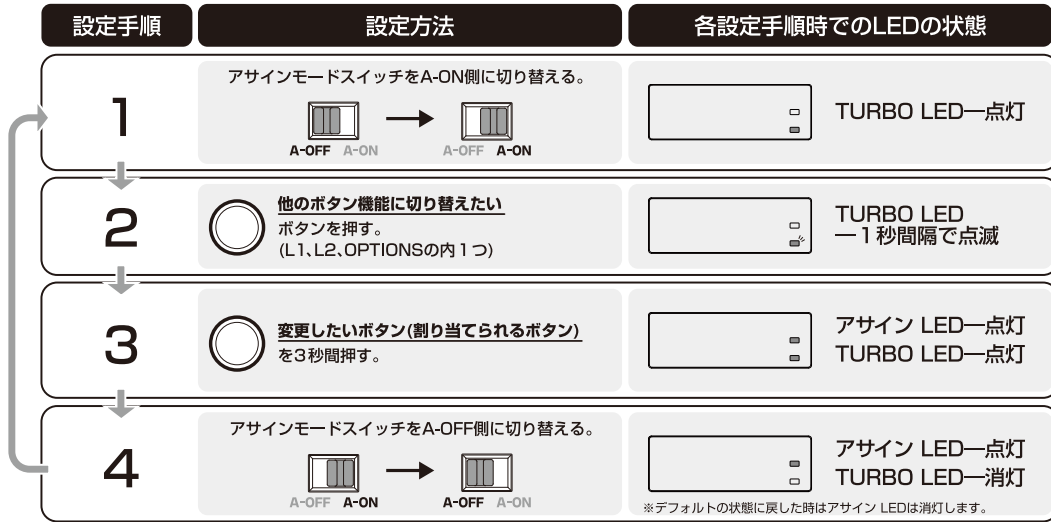 設定手順
設定方法
各設定手順時でのLEDの状態
1
アサインモードスイッチをA-ON側に切り替える。
A-OFF A-ON
A-OFF A-ON
TURBO LED―点灯
2
他のボタン機能に切り替えたい
ボタンを押す。
(L1、L2、OPTIONSの内1つ)
TURBO LED
―1秒間隔で点滅
3
変更したいボタン(割り当てられるボタン)
を3秒間押す。
アサイン LED―点灯
TURBO LED―点灯
4
アサインモードスイッチをA-OFF側に切り替える。
A-OFF A-ON
A-OFF A-ON
アサイン LED―点灯
TURBO LED―消灯
※デフォルトの状態に戻した時はアサイン LEDは消灯します。